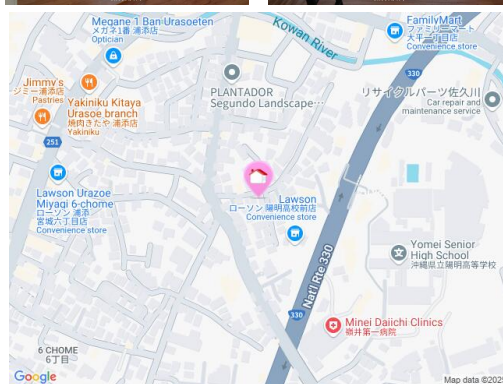 Megane 1 Ban Urasoeten
メガネ1番 浦添店
Optician
Kowan River
FamilyMart
ファミリーマート
大平一丁目店
Convenience store
330
Jimmy's
ジミー浦添店
Pastries
Yakiniku Kitaya
Urasoe branch
焼肉きたや 浦添店
Yakiniku
PLANTADOR
Segundo Landscape...
リサイクルパーツ佐久川
Car repair and
maintenance service
251
Lawson Urazoe
Miyagi 6-chome
ローソン 浦添
宮城六丁目店
Convenience store
Lawson
ローソン 陽明高校前店
Convenience store
Nat'l Rte 330
Yomei Senior
High School
沖縄県立陽明高等学校
330
Minei Daiichi Clinics
嶺井第一病院
6 CHOME
6丁目
Google
Map data ©202